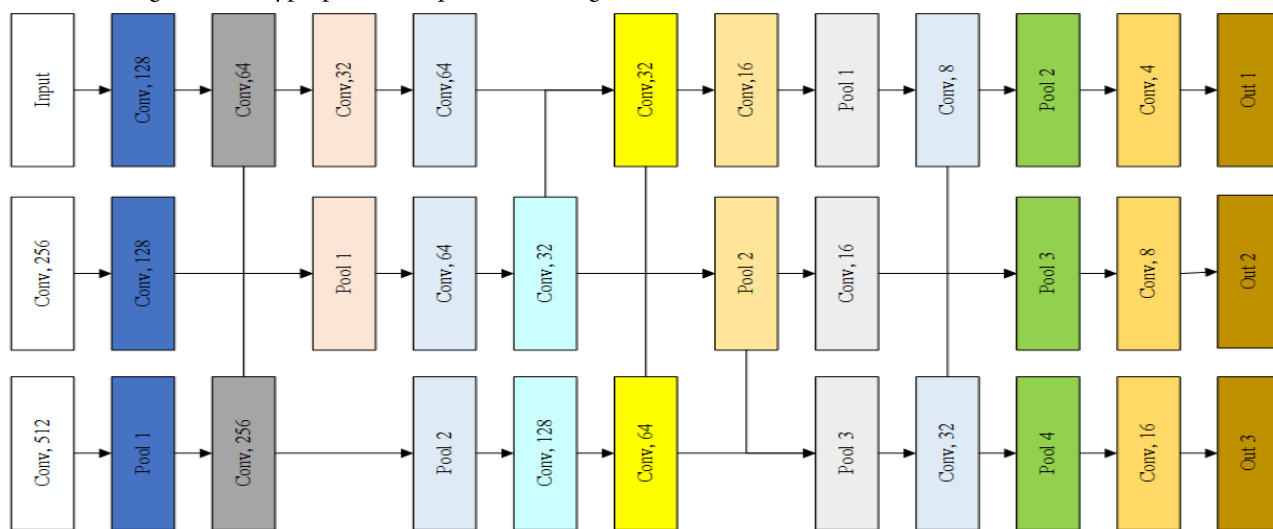 Input
Conv, 128
Conv,64
Conv,32
Conv,64
Conv,32
Conv,16
Pool 1
Conv, 8
Pool 2
Conv, 4
Out 1
Conv, 256
Conv, 128
Pool 1
Conv, 64
Conv, 32
Pool 2
Conv, 16
Pool 3
Conv, 8
Out 2
Conv, 512
Pool 1
Conv, 256
Pool 2
Conv, 128
Conv, 64
Pool 3
Conv, 32
Pool 4
Conv, 16
Out 3